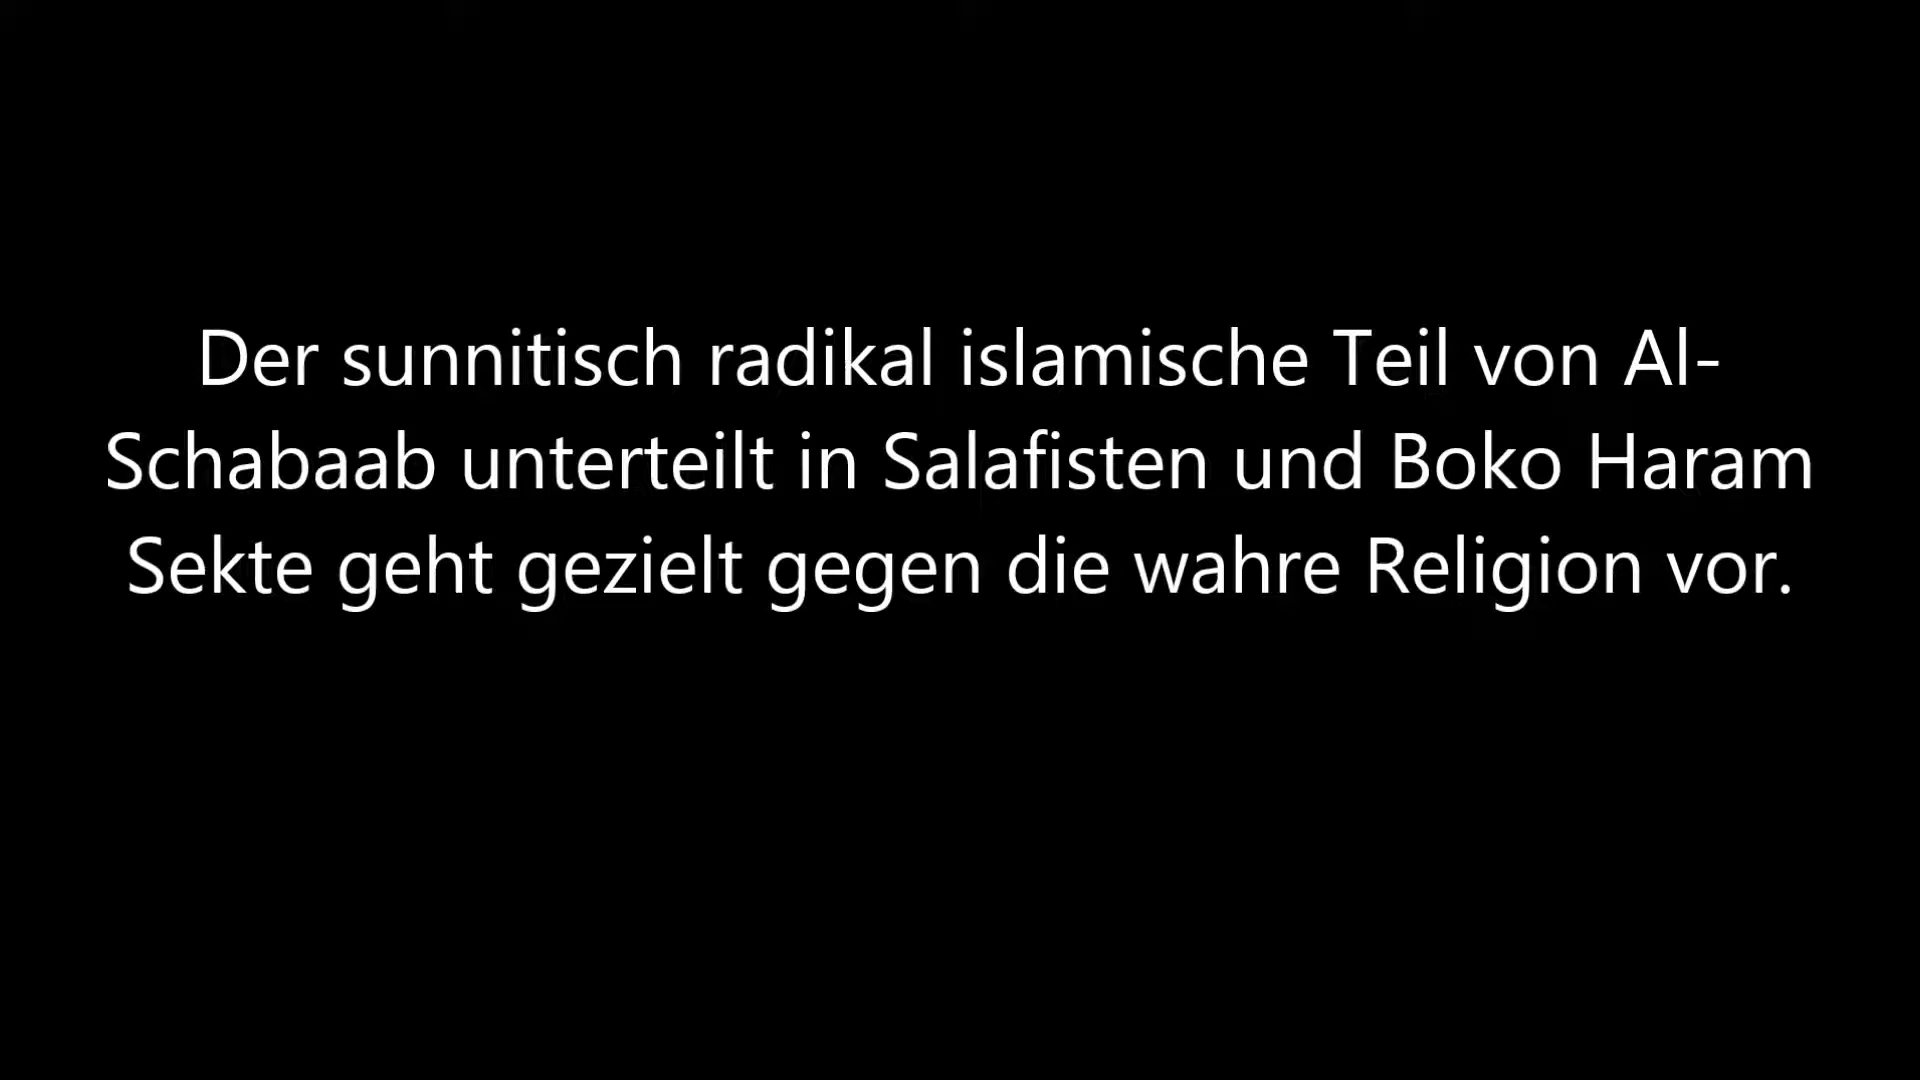 Der sunnitisch radikal islamische Teil von Al-
Schabaab unterteilt in Salafisten und Boko Haram
Sekte geht gezielt gegen die wahre Religion vor.